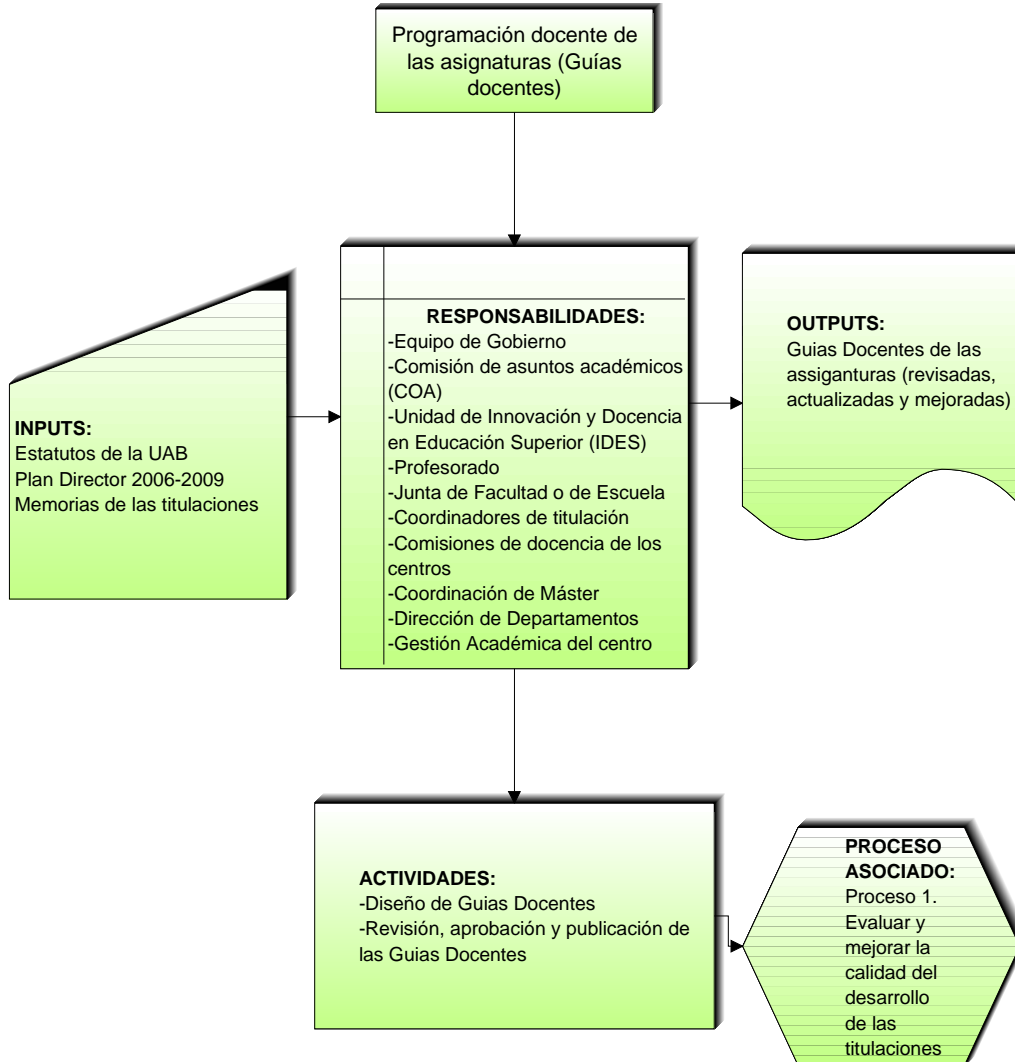 Programación docente de
las asignaturas (Guías
docentes)
INPUTS:
Estatutos de la UAB
Plan Director 2006-2009
Memorias de las titulaciones
RESPONSABILIDADES:
-Equipo de Gobierno
-Comisión de asuntos académicos
(COA)
-Unidad de Innovación y Docencia
en Educación Superior (IDES)
-Profesorado
-Junta de Facultad o de Escuela
-Coordinadores de titulación
-Comisiones de docencia de los
centros
-Coordinación de Máster
-Dirección de Departamentos
-Gestión Académica del centro
OUTPUTS:
Guias Docentes de las
assiganturas (revisadas,
actualizadas y mejoradas)
ACTIVIDADES:
-Diseño de Guias Docentes
-Revisión, aprobación y publicación de
las Guias Docentes
PROCESO
ASOCIADO:
Proceso 1.
Evaluar y
mejorar la
calidad del
desarrollo
de las
titulaciones